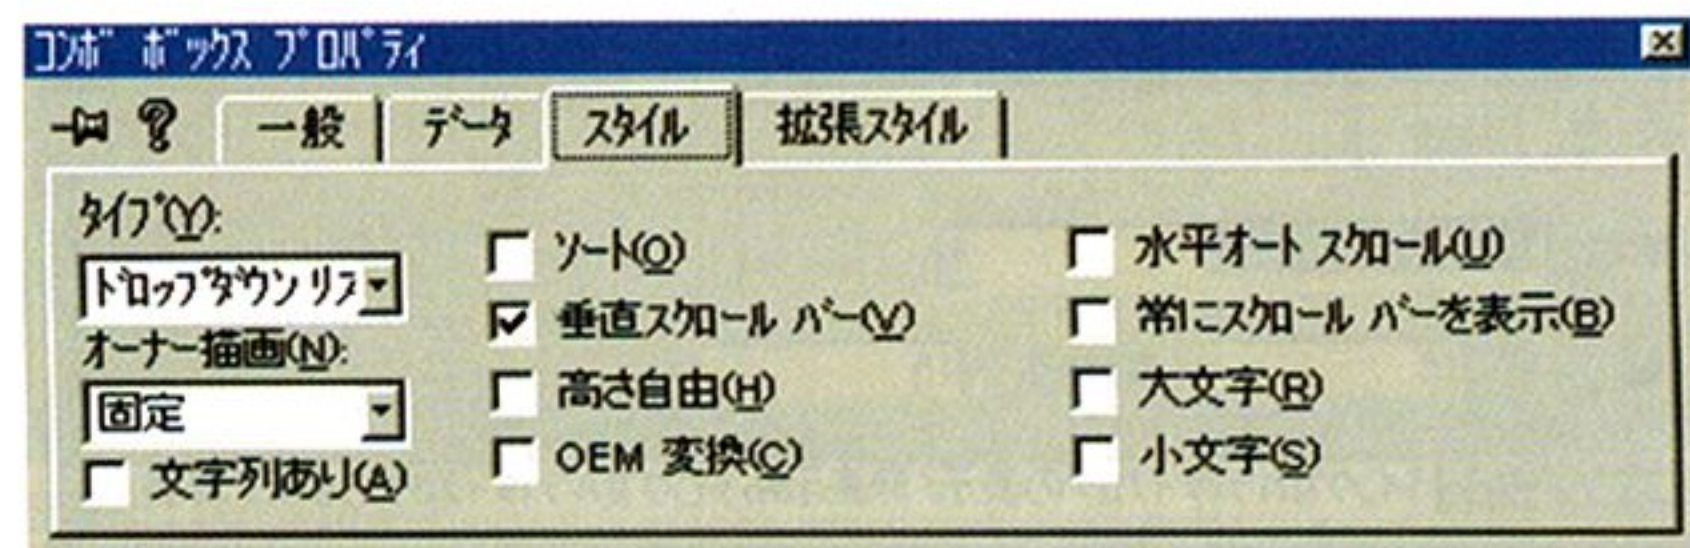 コンボ ボックス プロパティ
一般 データ スタイル 拡張スタイル
タイプ(Y):
ドロップダウン リス
オーナー描画(N):
固定
文字列あり(A)
ソート(O)
垂直スクロール バー(V)
高さ自由(H)
OEM 変換(C)
水平オート スクロール(U)
常にスクロール バーを表示(B)
大文字(R)
小文字(S)